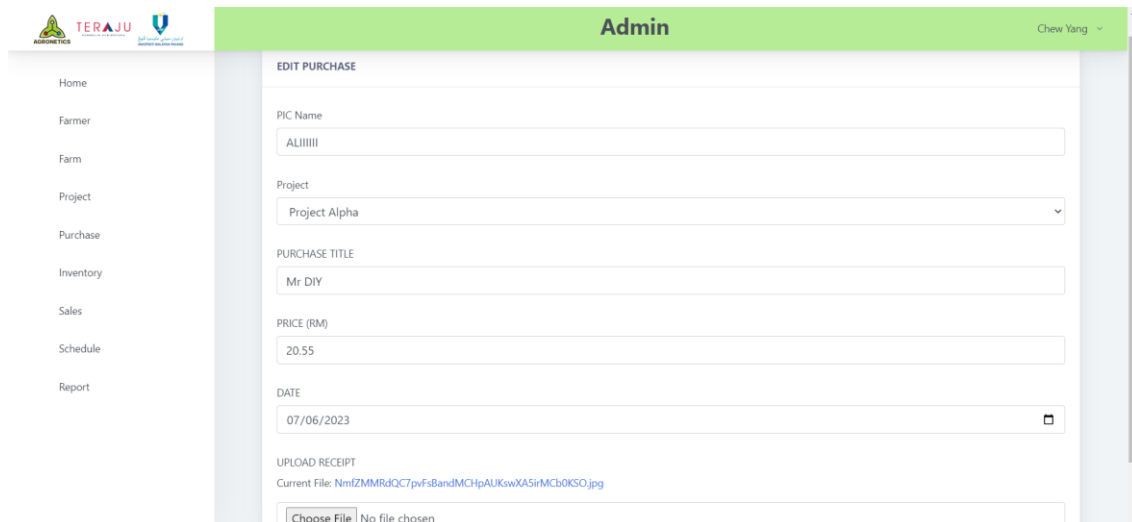 AGRONETICS
TERAJU
Admin
Chew Yang
Home
Farmer
Farm
Project
Purchase
Inventory
Sales
Schedule
Report
EDIT PURCHASE
PIC Name
ALIIIIII
Project
Project Alpha
PURCHASE TITLE
Mr DIY
PRICE (RM)
20.55
DATE
07/06/2023
UPLOAD RECEIPT
Current File: NmfZMMRdQC7pvFsBandMCHpAUKswXA5irMCb0KSO.jpg
Choose File No file chosen